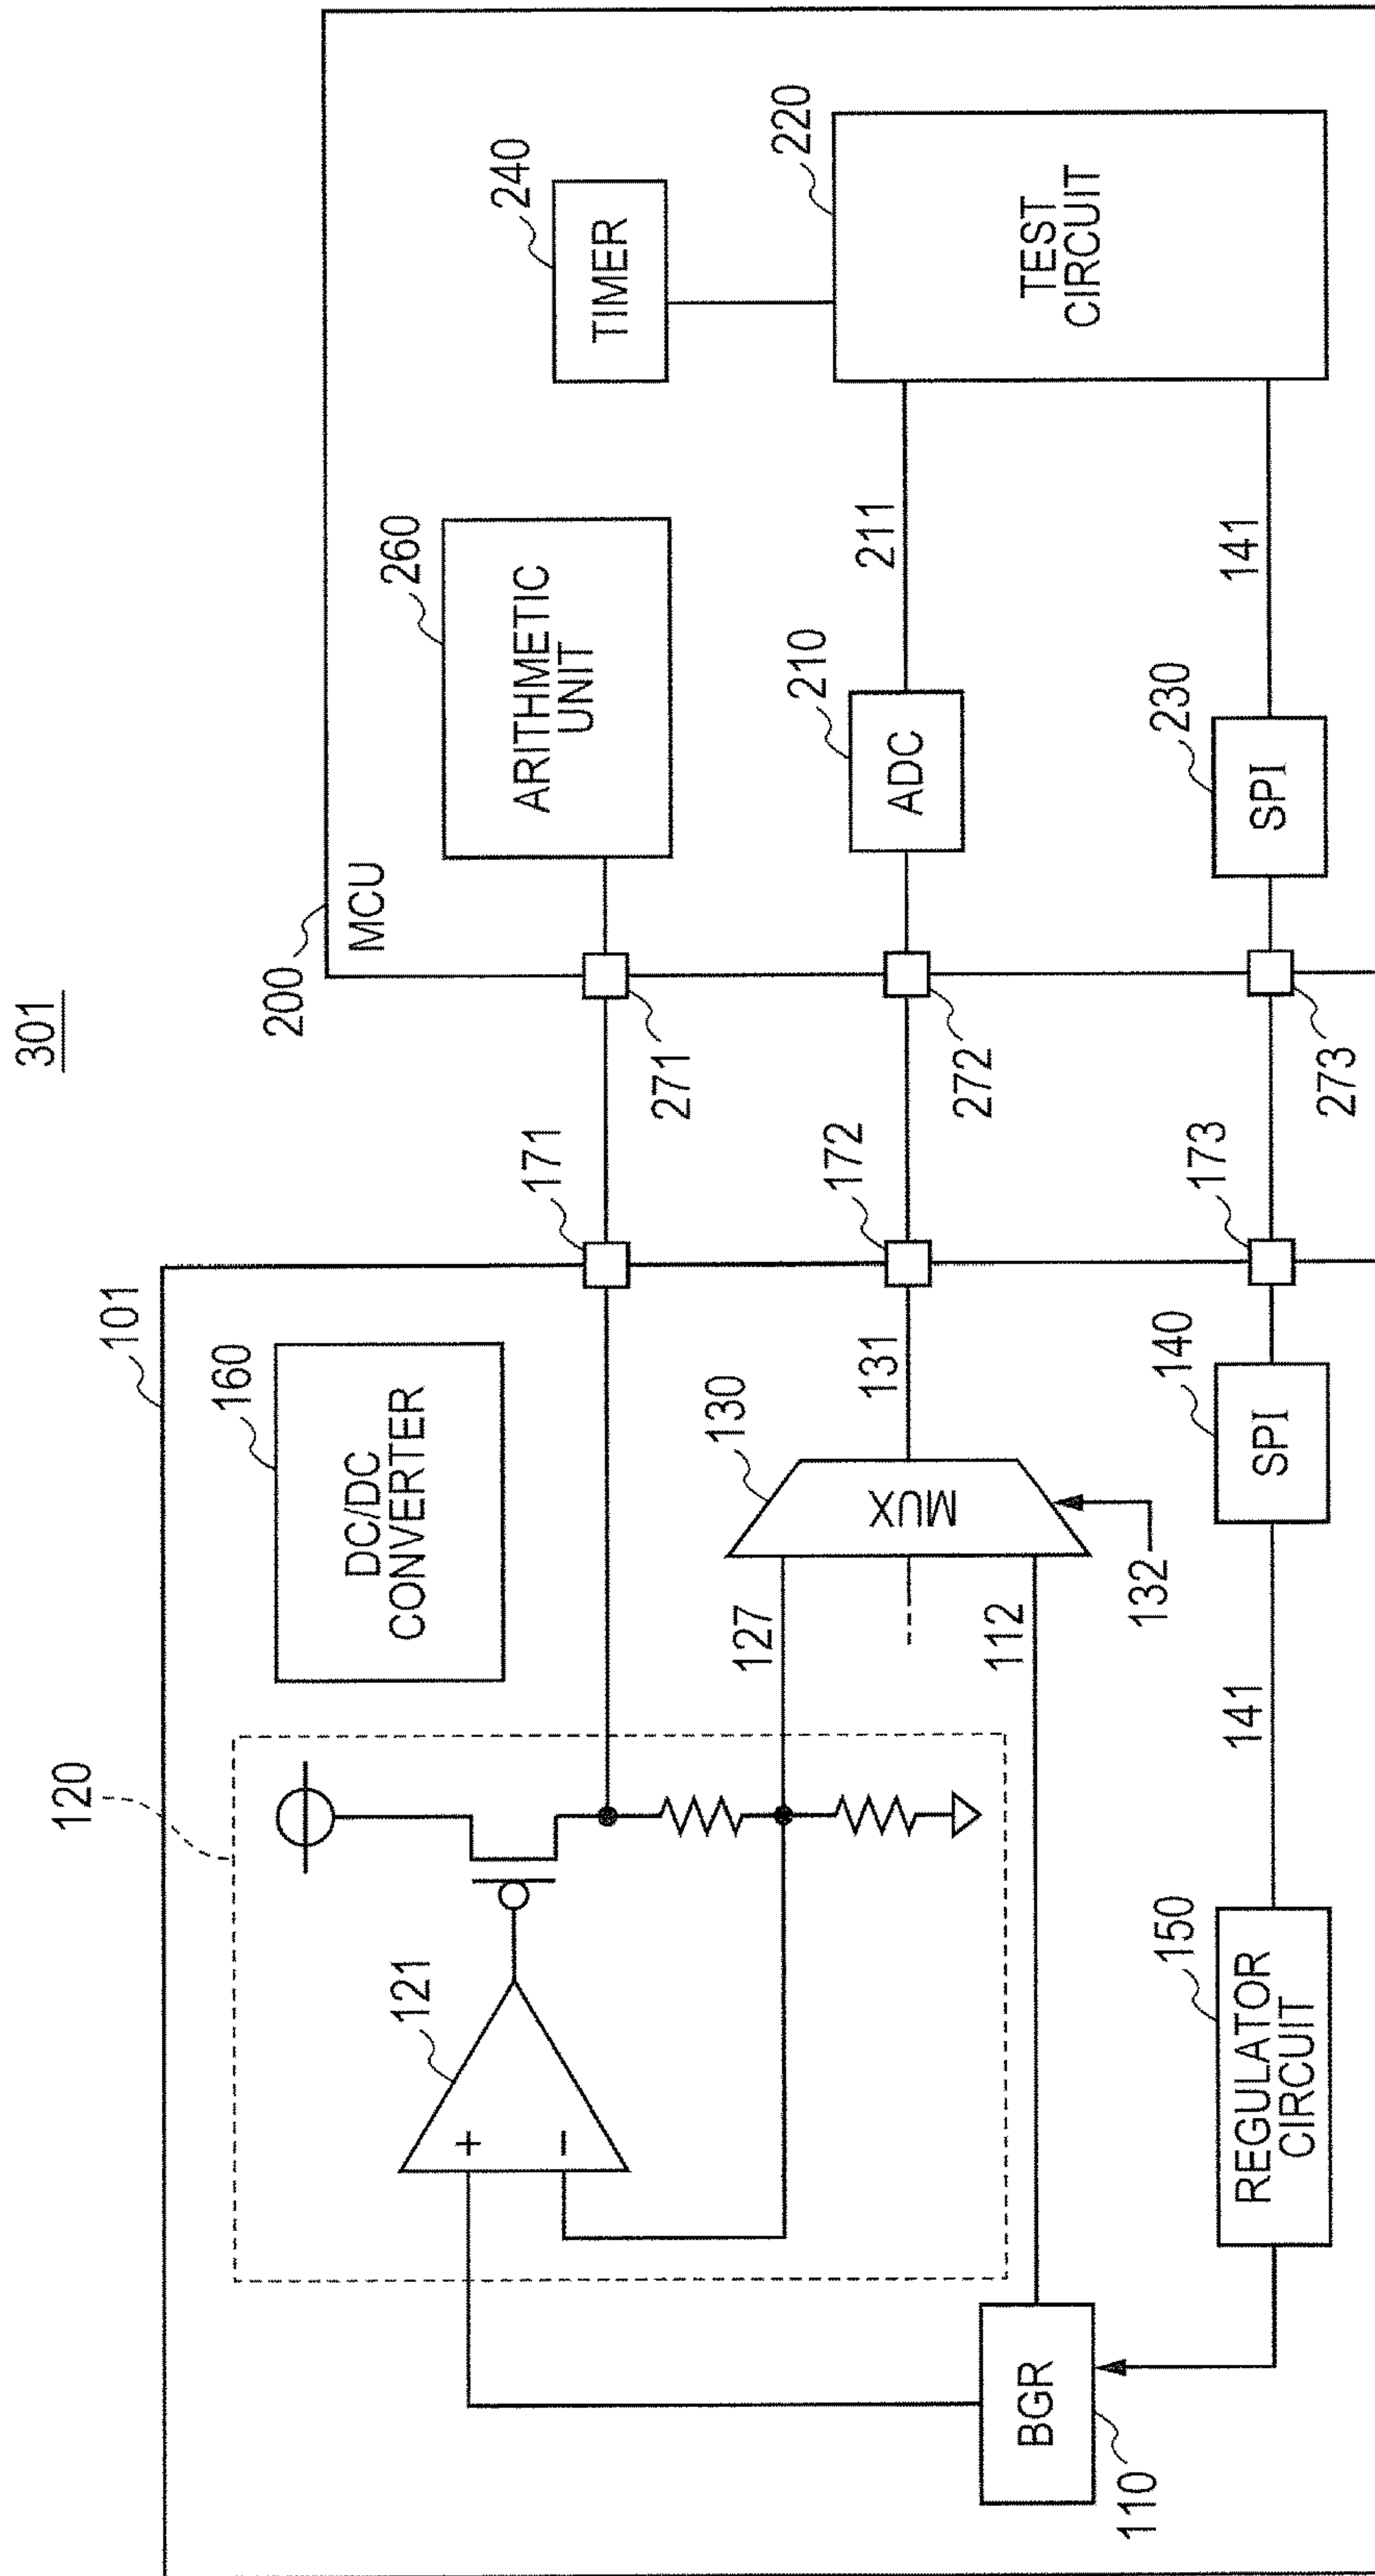 301
101
120
160
DC/DC
CONVERTER
121
+
−
171
127
130
MUX
131
172
112
132
BGR
110
REGULATOR
CIRCUIT
150
141
SPI
140
173
200
MCU
271
ARITHMETIC
UNIT
260
TIMER
240
272
ADC
210
211
TEST
CIRCUIT
220
273
SPI
230
141